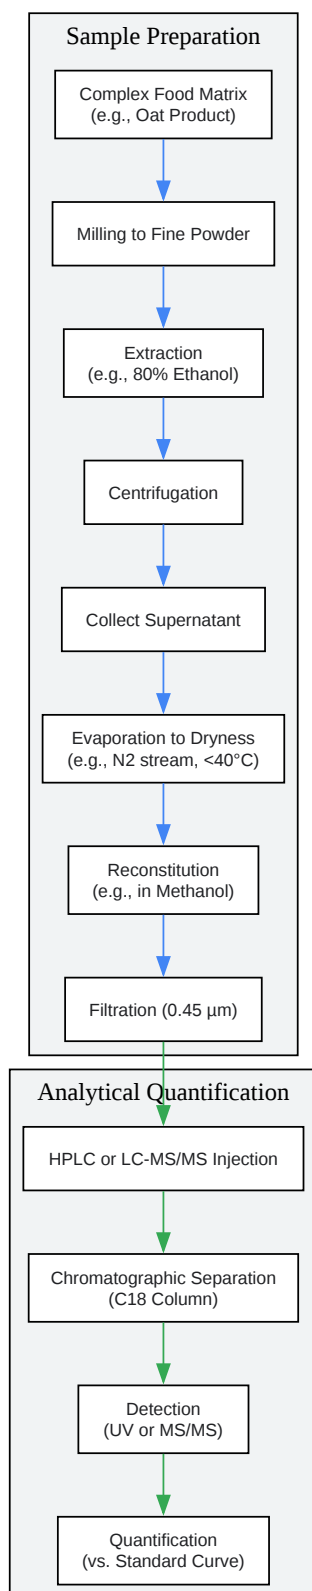 Sample Preparation
Complex Food Matrix
(e.g., Oat Product)
Milling to Fine Powder
Extraction
(e.g., 80% Ethanol)
Centrifugation
Collect Supernatant
Evaporation to Dryness
(e.g., N2 stream, <40°C)
Reconstitution
(e.g., in Methanol)
Filtration (0.45 µm)
Analytical Quantification
HPLC or LC-MS/MS Injection
Chromatographic Separation
(C18 Column)
Detection
(UV or MS/MS)
Quantification
(vs. Standard Curve)